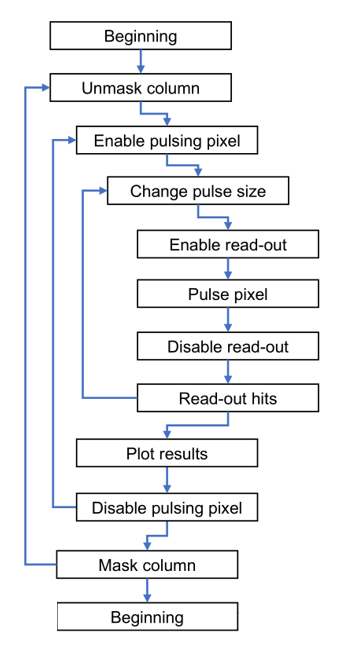 Beginning
Unmask column
Enable pulsing pixel
Change pulse size
Enable read-out
Pulse pixel
Disable read-out
Read-out hits
Plot results
Disable pulsing pixel
Mask column
Beginning